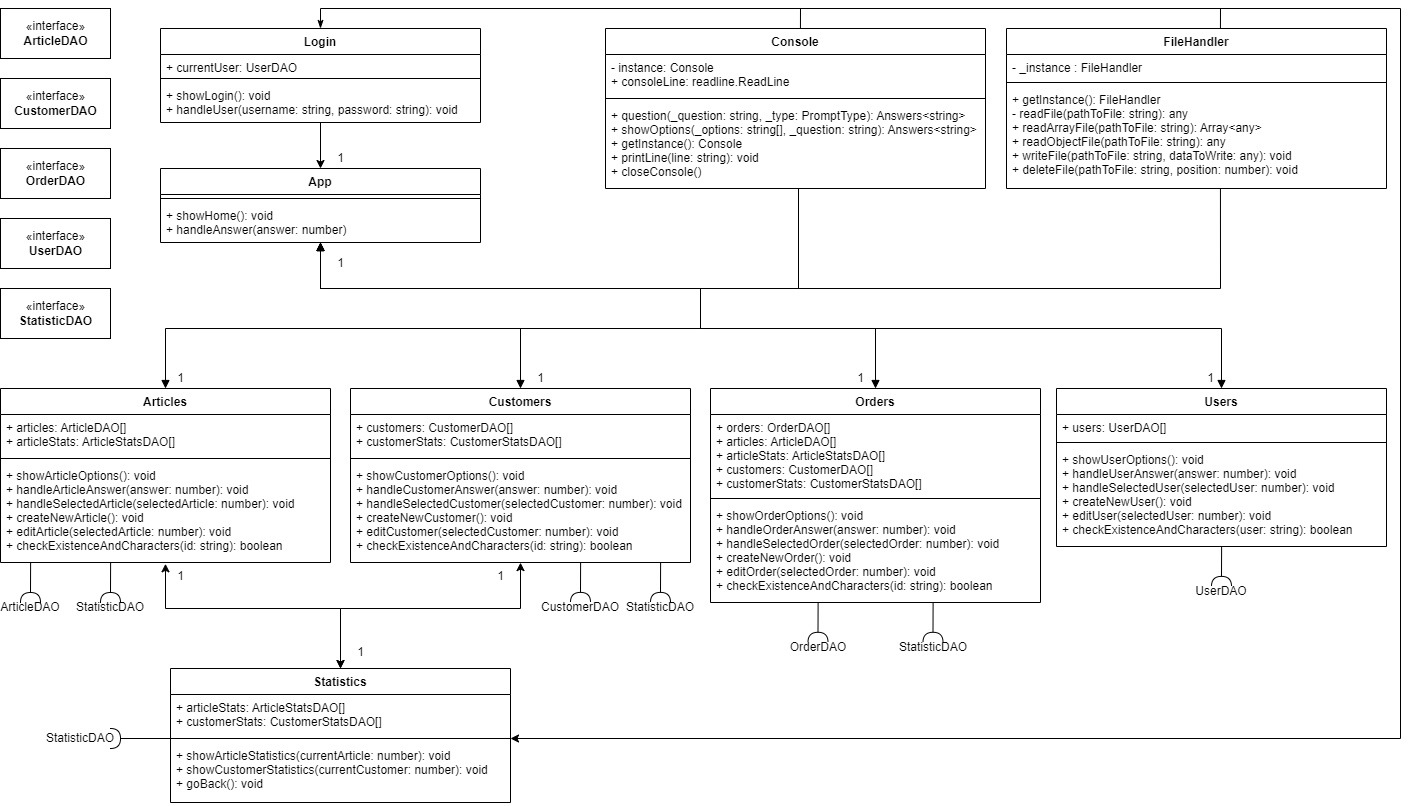 «interface»
ArticleDAO
«interface»
CustomerDAO
«interface»
OrderDAO
«interface»
UserDAO
«interface»
StatisticDAO
Login
+ currentUser: UserDAO
+ showLogin(): void
+ handleUser(username: string, password: string): void
1
App
+ showHome(): void
+ handleAnswer(answer: number)
1
Console
- instance: Console
+ consoleLine: readline.ReadLine
+ question(_question: string, _type: PromptType): Answers<string>
+ showOptions(_options: string[], _question: string): Answers<string>
+ getInstance(): Console
+ printLine(line: string): void
+ closeConsole()
FileHandler
- _instance : FileHandler
+ getInstance(): FileHandler
- readFile(pathToFile: string): any
+ readArrayFile(pathToFile: string): Array<any>
+ readObjectFile(pathToFile: string): any
+ writeFile(pathToFile: string, dataToWrite: any): void
+ deleteFile(pathToFile: string, position: number): void
1
Articles
+ articles: ArticleDAO[]
+ articleStats: ArticleStatsDAO[]
+ showArticleOptions(): void
+ handleArticleAnswer(answer: number): void
+ handleSelectedArticle(selectedArticle: number): void
+ createNewArticle(): void
+ editArticle(selectedArticle: number): void
+ checkExistenceAndCharacters(id: string): boolean
ArticleDAO
StatisticDAO
1
1
Customers
+ customers: CustomerDAO[]
+ customerStats: CustomerStatsDAO[]
+ showCustomerOptions(): void
+ handleCustomerAnswer(answer: number): void
+ handleSelectedCustomer(selectedCustomer: number): void
+ createNewCustomer(): void
+ editCustomer(selectedCustomer: number): void
+ checkExistenceAndCharacters(id: string): boolean
1
CustomerDAO
StatisticDAO
1
Orders
+ orders: OrderDAO[]
+ articles: ArticleDAO[]
+ articleStats: ArticleStatsDAO[]
+ customers: CustomerDAO[]
+ customerStats: CustomerStatsDAO[]
+ showOrderOptions(): void
+ handleOrderAnswer(answer: number): void
+ handleSelectedOrder(selectedOrder: number): void
+ createNewOrder(): void
+ editOrder(selectedOrder: number): void
+ checkExistenceAndCharacters(id: string): boolean
OrderDAO
StatisticDAO
1
Users
+ users: UserDAO[]
+ showUserOptions(): void
+ handleUserAnswer(answer: number): void
+ handleSelectedUser(selectedUser: number): void
+ createNewUser(): void
+ editUser(selectedUser: number): void
+ checkExistenceAndCharacters(user: string): boolean
UserDAO
1
Statistics
+ articleStats: ArticleStatsDAO[]
+ customerStats: CustomerStatsDAO[]
+ showArticleStatistics(currentArticle: number): void
+ showCustomerStatistics(currentCustomer: number): void
+ goBack(): void
StatisticDAO